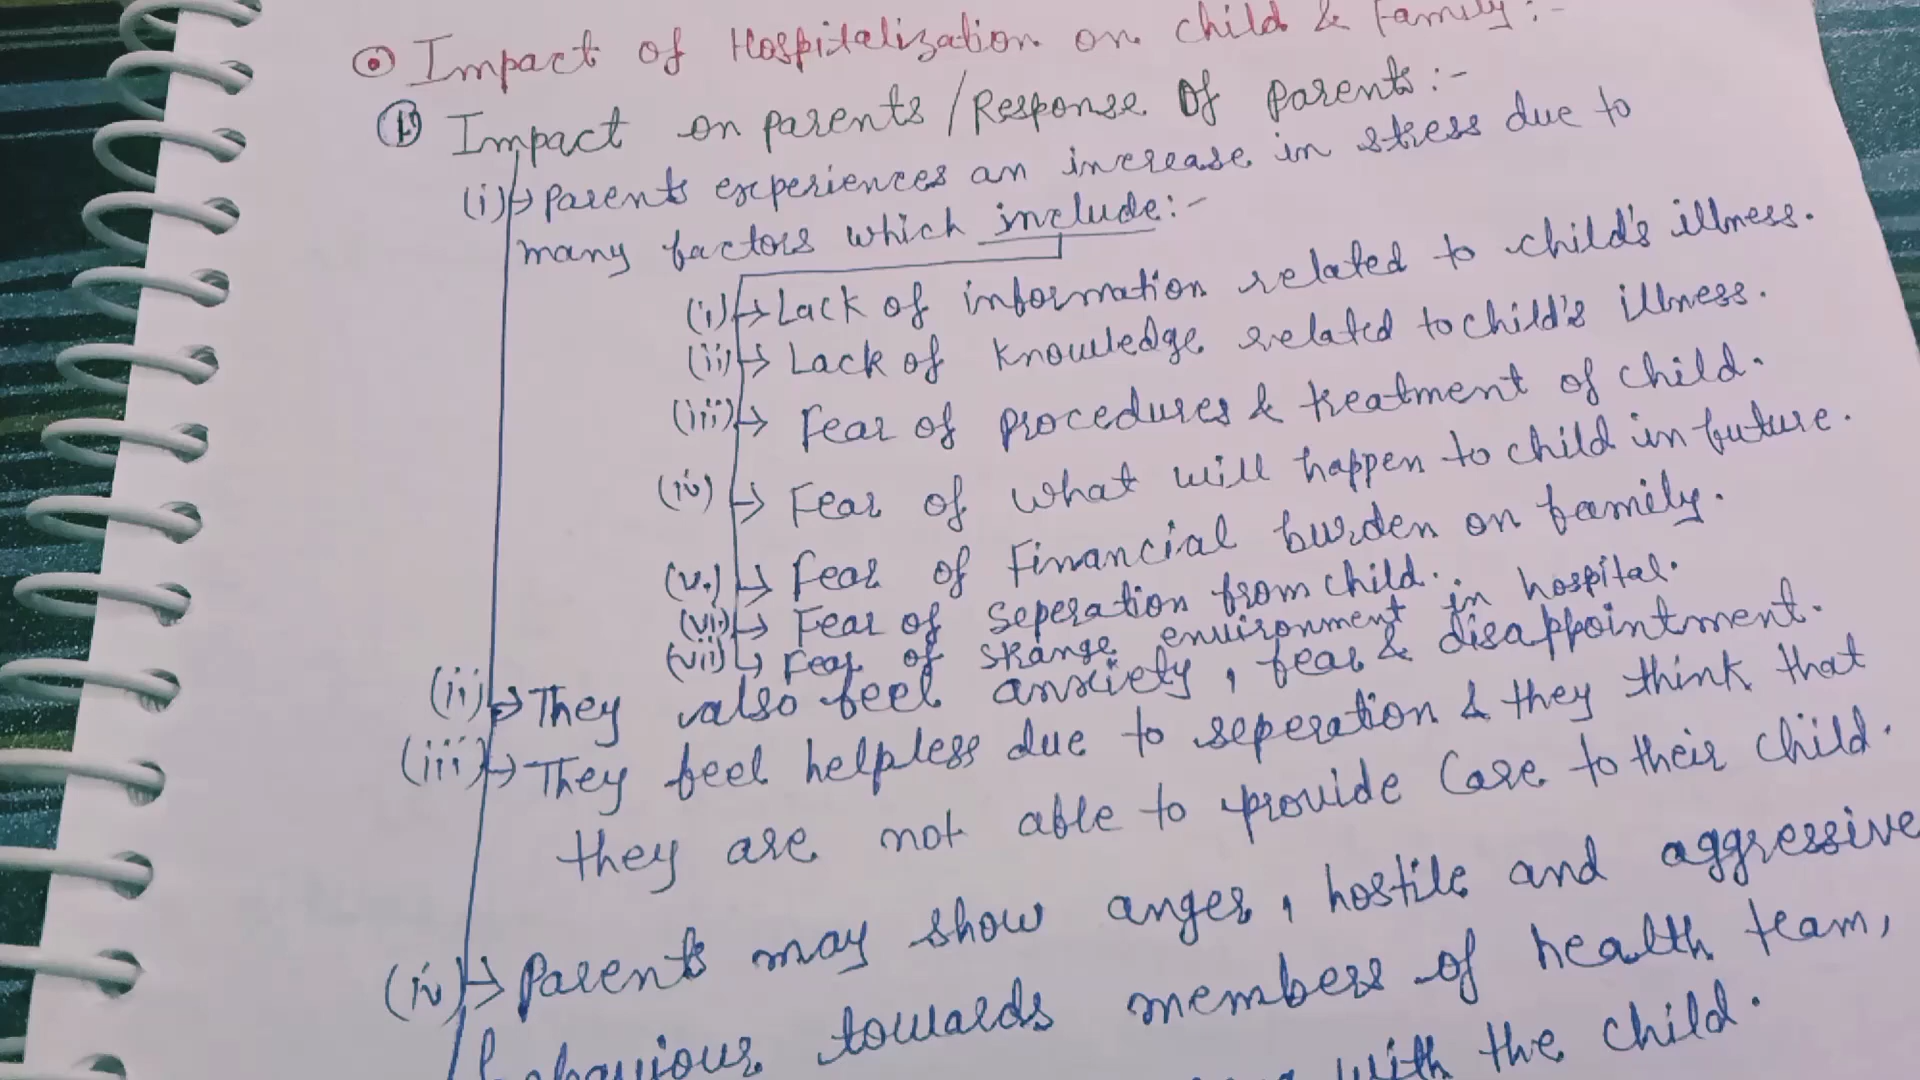 Impact of Hospitalization on child & Family:-
1) Impact on parents/Response Of parents:-
(i)→ Parents experiences an increase in stress due to
many factors which include:-
(i)→ Lack of information related to child's illness.
(ii)→ Lack of knowledge related to child's illness.
(iii)→ Fear of procedures & treatment of child.
(iv)→ Fear of what will happen to child in future.
(v.)→ Fear of Financial burden on family.
(vi)→ Fear of seperation from child.
(vii)→ Fear of strange environment in hospital.
(ii)→ They also feel anxiety, fear & disappointment.
(iii)→ They feel helpless due to seperation & they think that
they are not able to provide Care to their child.
(iv)→ Parents may show anger, hostile and aggressive
behaviour towards members of health team,
with the child.